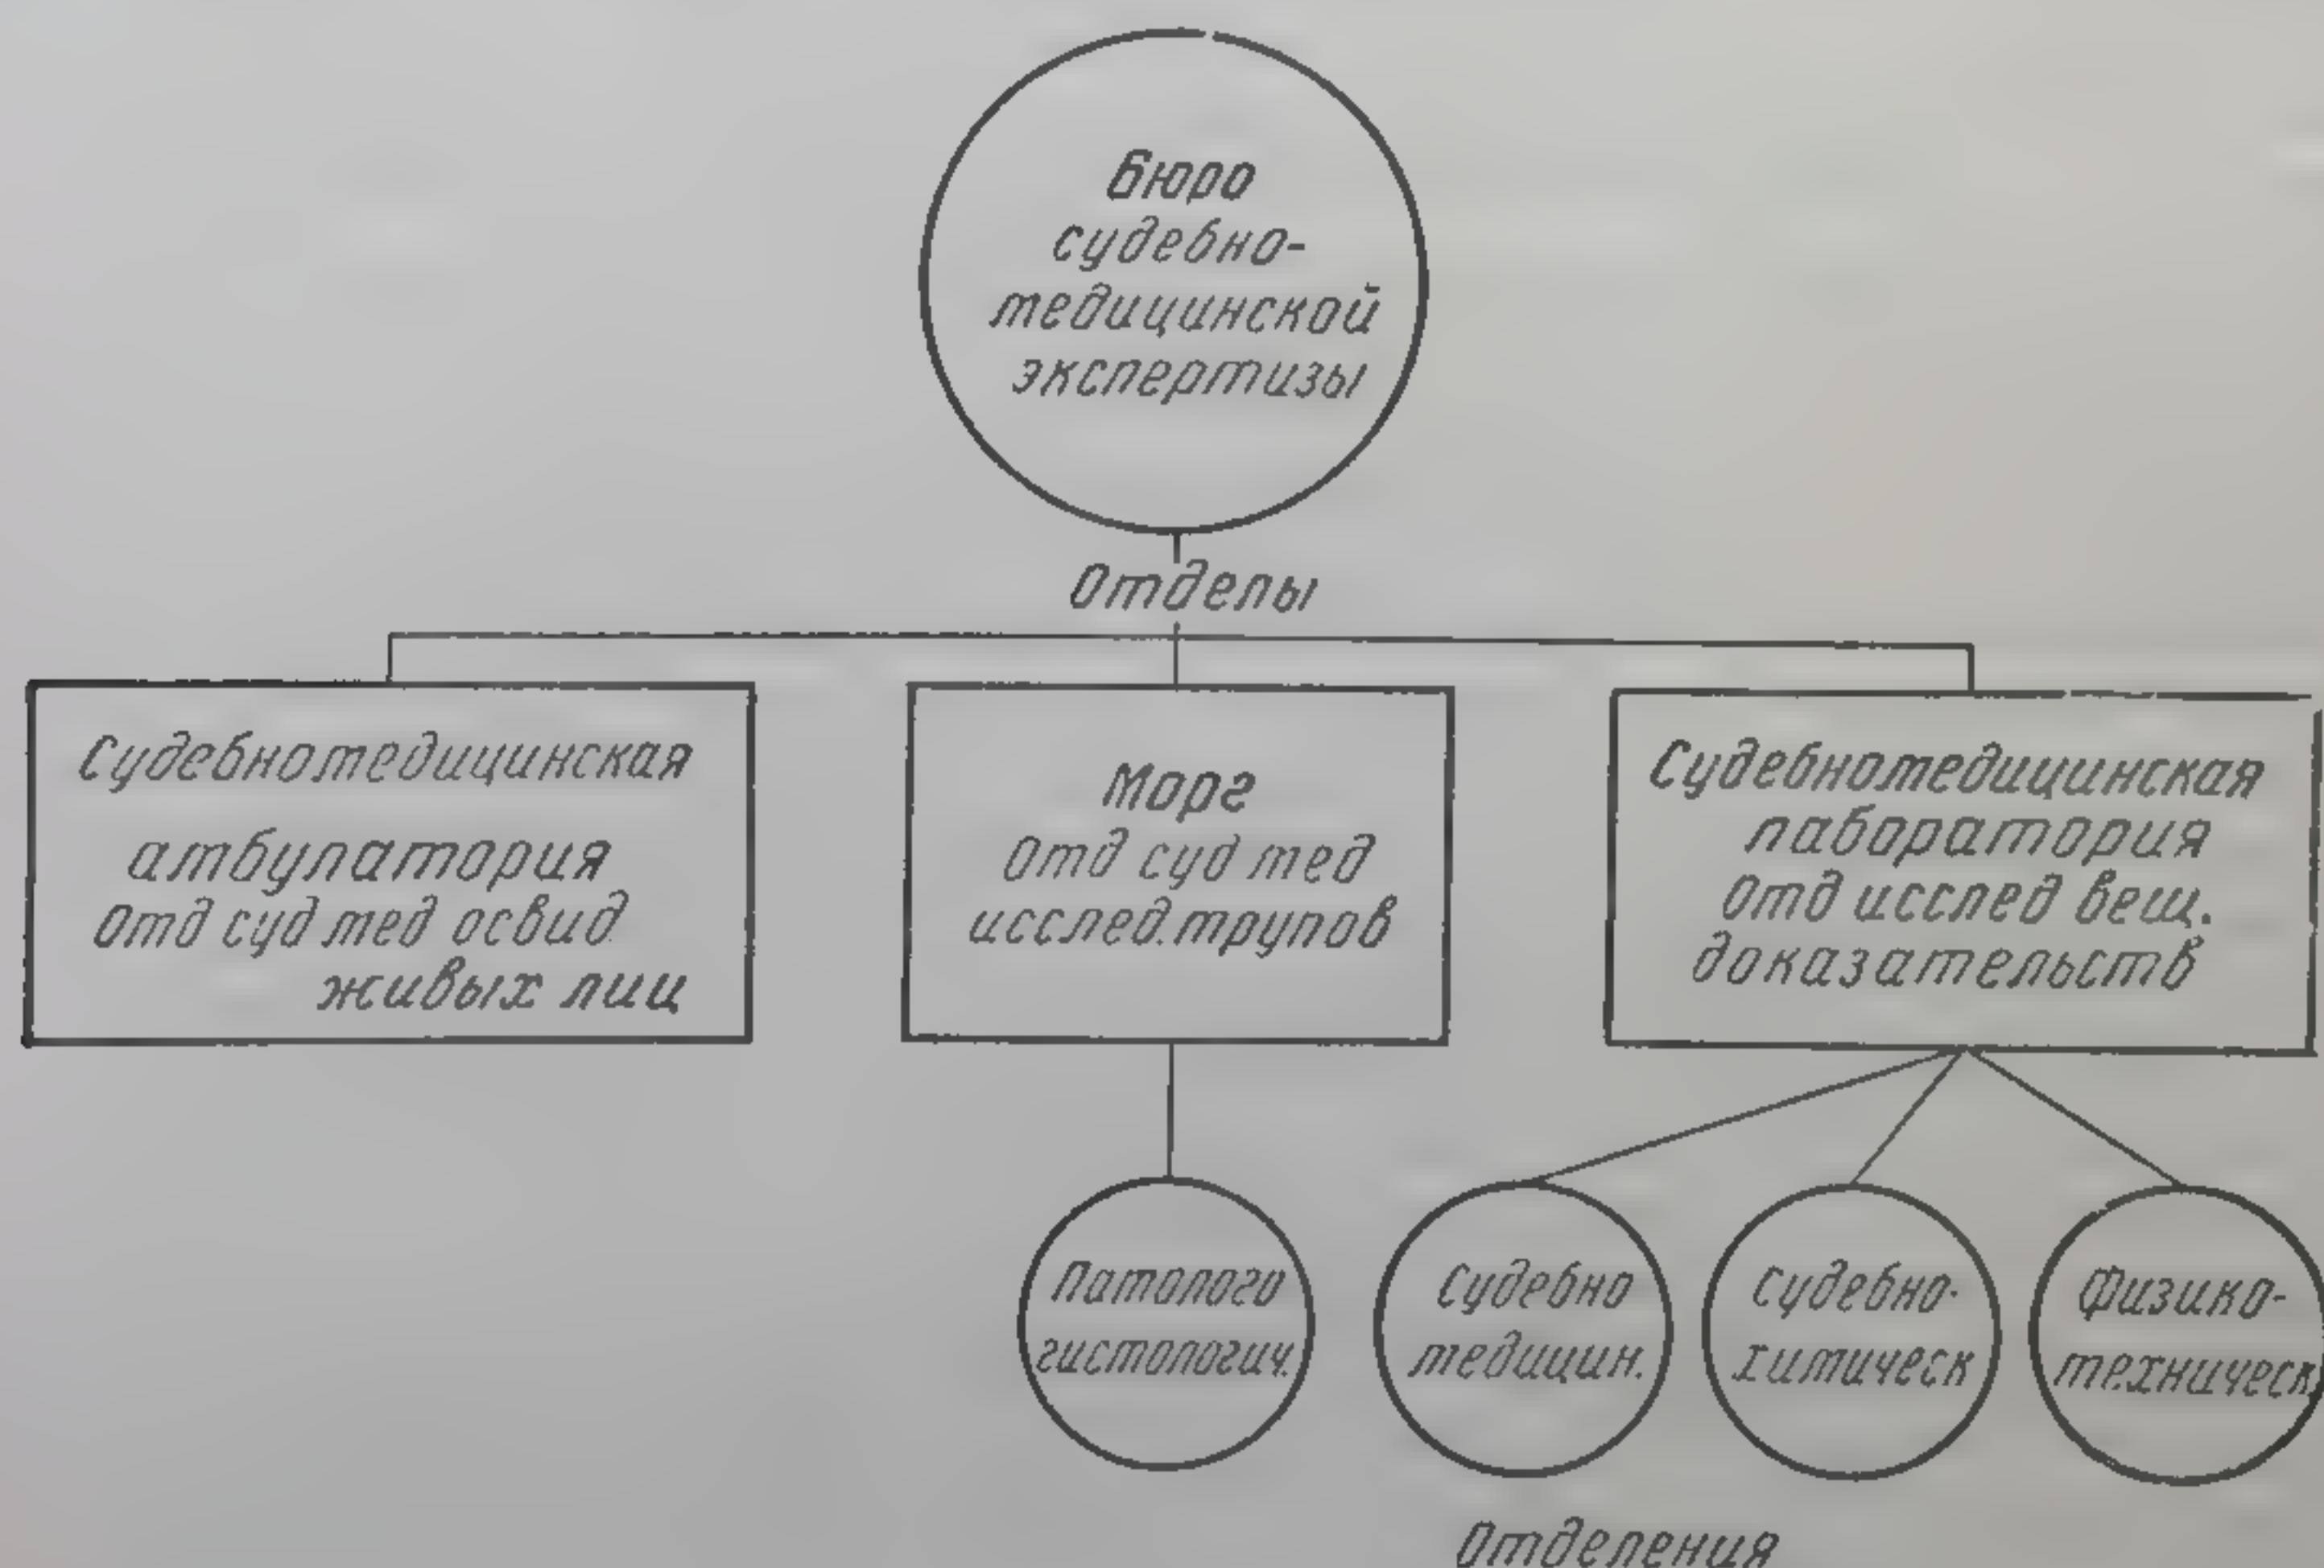 Бюро
судебно-
медицинской
экспертизы
Отделы
Судебномедицинская
амбулатория
Отд суд мед освид.
живых лиц
Морг
Отд суд мед
исслед. трупов
Судебномедицинская
лаборатория
Отд исслед вещ.
доказательств
Патолого
гистологич.
Судебно
медицин.
Судебно-
химическ
Физико-
техническ
Отделения